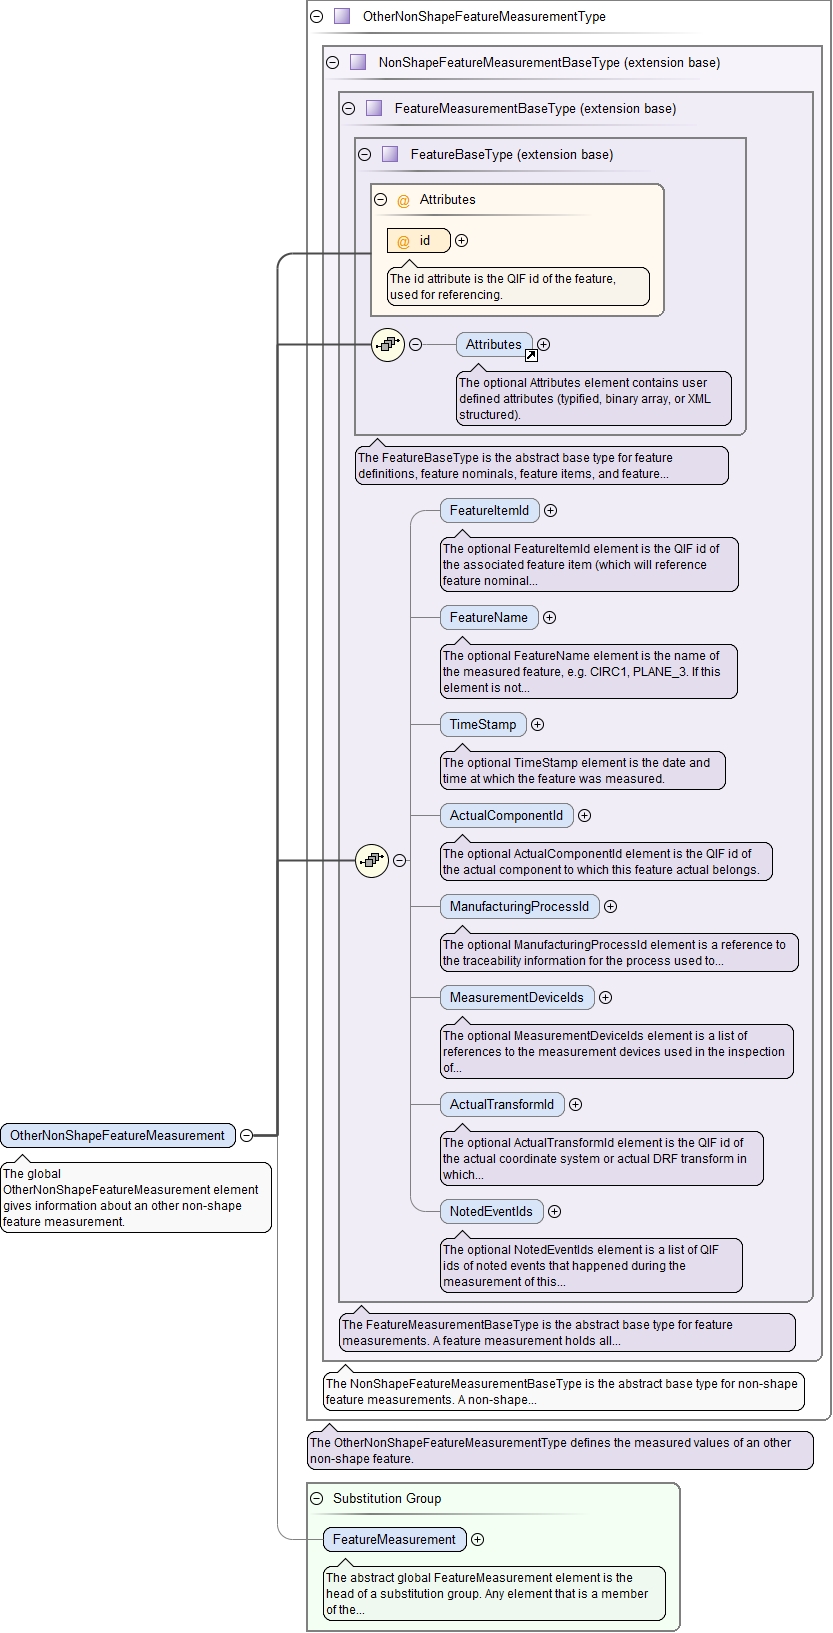 OtherNonShapeFeatureMeasurementType
NonShapeFeatureMeasurementBaseType (extension base)
FeatureMeasurementBaseType (extension base)
FeatureBaseType (extension base)
@ Attributes
@ id
The id attribute is the QIF id of the feature,
used for referencing.
Attributes
The optional Attributes element contains user
defined attributes (typified, binary array, or XML
structured).
The FeatureBaseType is the abstract base type for feature
definitions, feature nominals, feature items, and feature...
FeatureItemId
The optional FeatureItemId element is the QIF id of
the associated feature item (which will reference
feature nominal...
FeatureName
The optional FeatureName element is the name of
the measured feature, e.g. CIRC1, PLANE_3. If this
element is not...
TimeStamp
The optional TimeStamp element is the date and
time at which the feature was measured.
ActualComponentId
The optional ActualComponentId element is the QIF id of
the actual component to which this feature actual belongs.
ManufacturingProcessId
The optional ManufacturingProcessId element is a reference to
the traceability information for the process used to...
MeasurementDeviceIds
The optional MeasurementDeviceIds element is a list of
references to the measurement devices used in the inspection
of...
ActualTransformId
The optional ActualTransformId element is the QIF id of
the actual coordinate system or actual DRF transform in
which...
OtherNonShapeFeatureMeasurement
The global
OtherNonShapeFeatureMeasurement element
gives information about an other non-shape
feature measurement.
NotedEventIds
The optional NotedEventIds element is a list of QIF
ids of noted events that happened during the
measurement of this...
The FeatureMeasurementBaseType is the abstract base type for feature
measurements. A feature measurement holds all...
The NonShapeFeatureMeasurementBaseType is the abstract base type for non-shape
feature measurements. A non-shape...
The OtherNonShapeFeatureMeasurementType defines the measured values of an other
non-shape feature.
Substitution Group
FeatureMeasurement
The abstract global FeatureMeasurement element is the
head of a substitution group. Any element that is a member
of the...